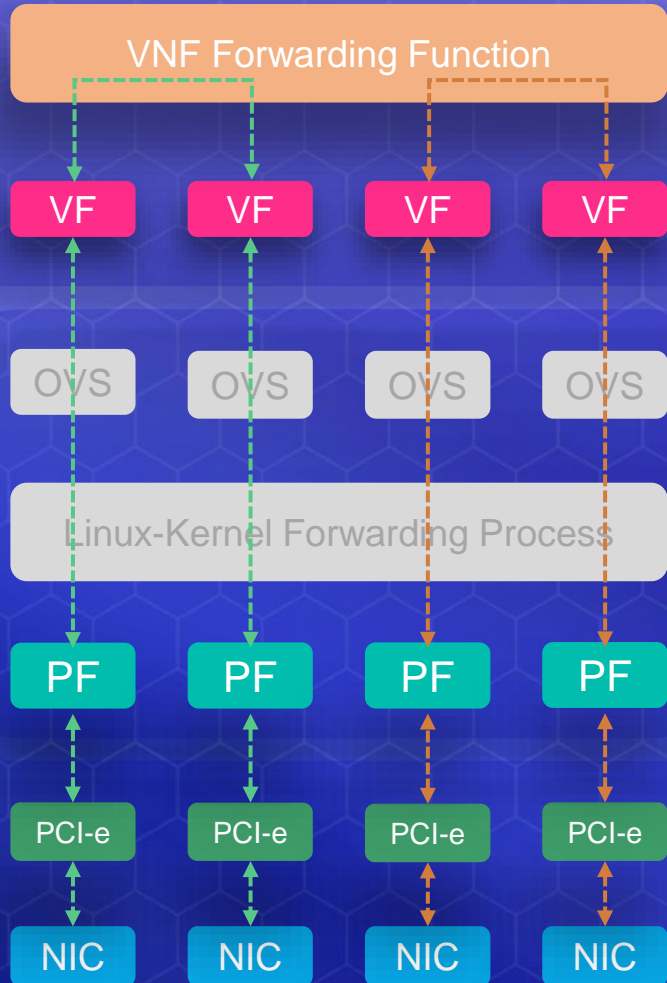 VNF Forwarding Function
VF VF VF VF
OVS OVS OVS OVS
Linux-Kernel Forwarding Process
PF PF PF PF
PCI-e PCI-e PCI-e PCI-e
NIC NIC NIC NIC